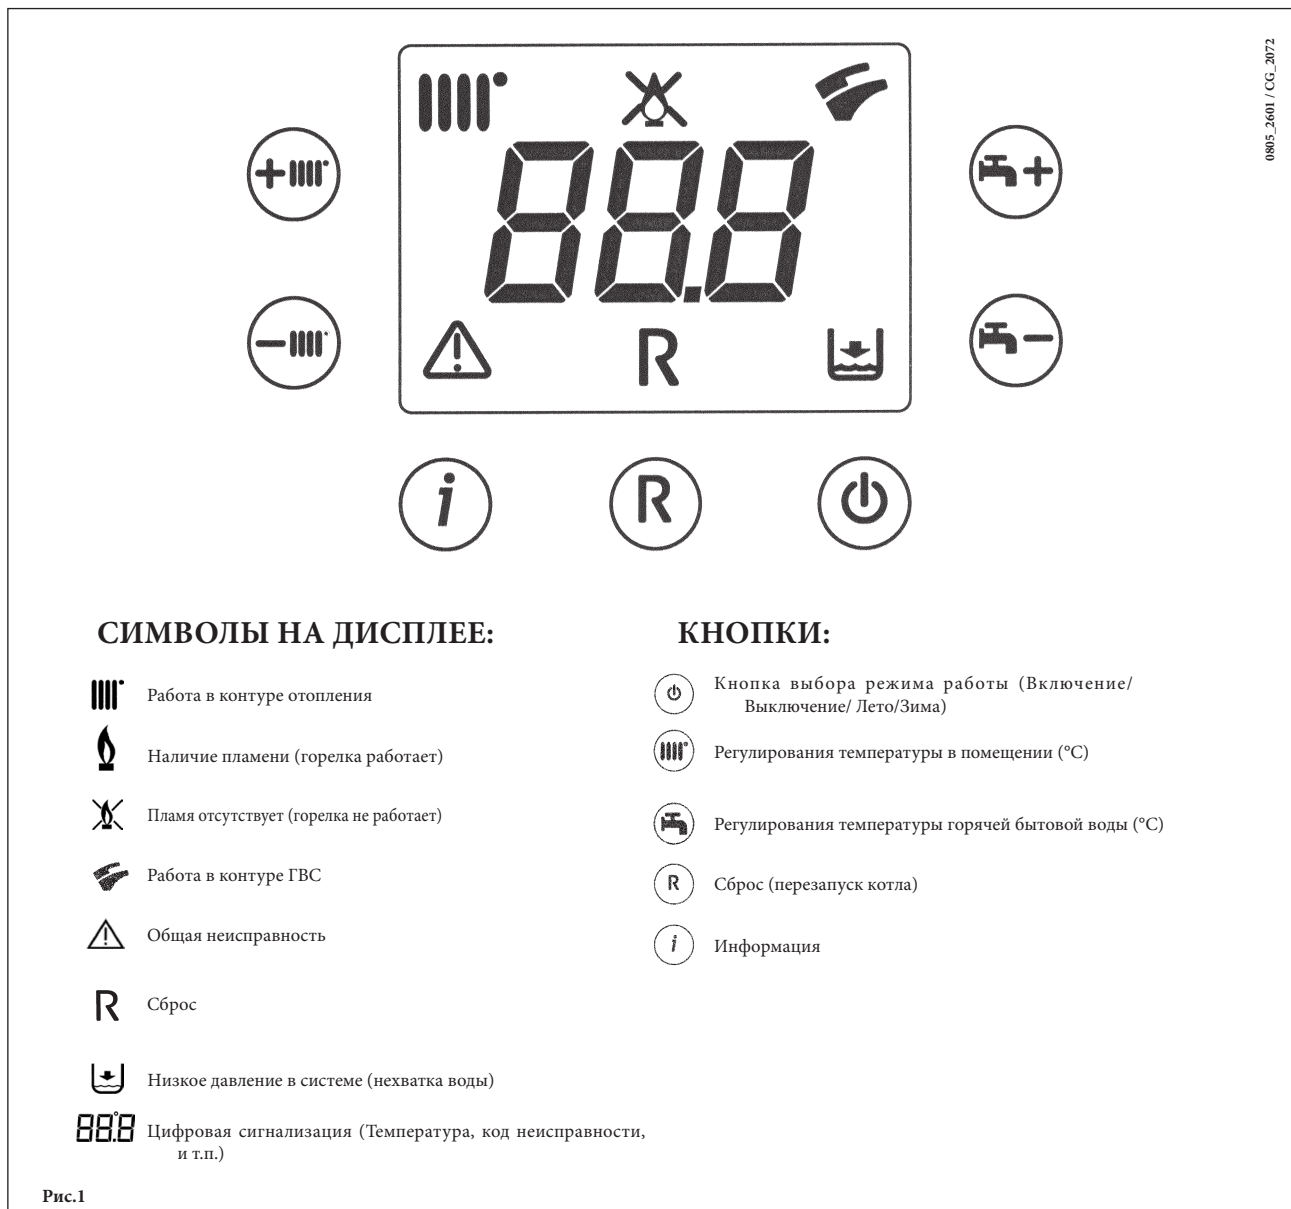 0805_2601 / CG_2072
88.8
R
i
R
СИМВОЛЫ НА ДИСПЛЕЕ:
Работа в контуре отопления
Наличие пламени (горелка работает)
Пламя отсутствует (горелка не работает)
Работа в контуре ГВС
Общая неисправность
R
Сброс
Низкое давление в системе (нехватка воды)
88.8
Цифровая сигнализация (Температура, код неисправности,
и т.п.)
КНОПКИ:
Кнопка выбора режима работы (Включение/
Выключение/ Лето/Зима)
Регулирования температуры в помещении (°C)
Регулирования температуры горячей бытовой воды (°C)
R
Сброс (перезапуск котла)
i
Информация
Рис.1